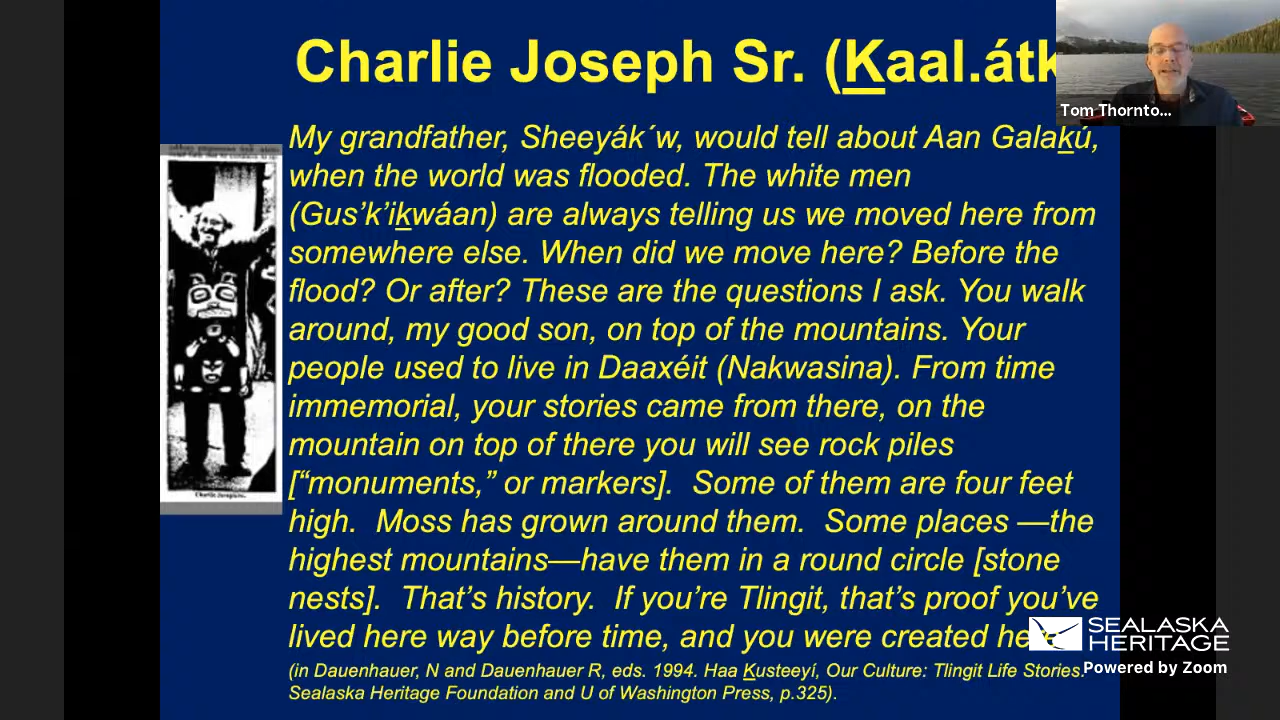 Charlie Joseph Sr. (Ḵaal.átk
Tom Thornto...
My grandfather, Sheeyák´w, would tell about Aan Galaḵú,
when the world was flooded. The white men
(Gus’k’iḵwáan) are always telling us we moved here from
somewhere else. When did we move here? Before the
flood? Or after? These are the questions I ask. You walk
around, my good son, on top of the mountains. Your
people used to live in Daaxéit (Nakwasina). From time
immemorial, your stories came from there, on the
mountain on top of there you will see rock piles
[“monuments,” or markers].  Some of them are four feet
high.  Moss has grown around them.  Some places —the
highest mountains—have them in a round circle [stone
nests].  That’s history.  If you’re Tlingit, that’s proof you’ve
lived here way before time, and you were created he
(in Dauenhauer, N and Dauenhauer R, eds. 1994. Haa Ḵusteeyí, Our Culture: Tlingit Life Stories.
Sealaska Heritage Foundation and U of Washington Press, p.325).
SEALASKA
HERITAGE
Powered by Zoom